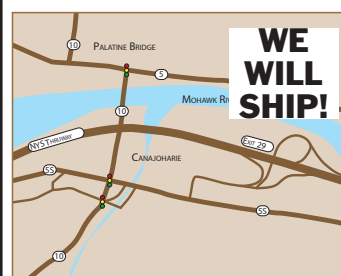 10
PALATINE BRIDGE
WE
WILL
SHIP!
5
MOHAWK RI
10
NYS THRUWAY
EXIT 29
CANAJOHARIE
5S
5S
10